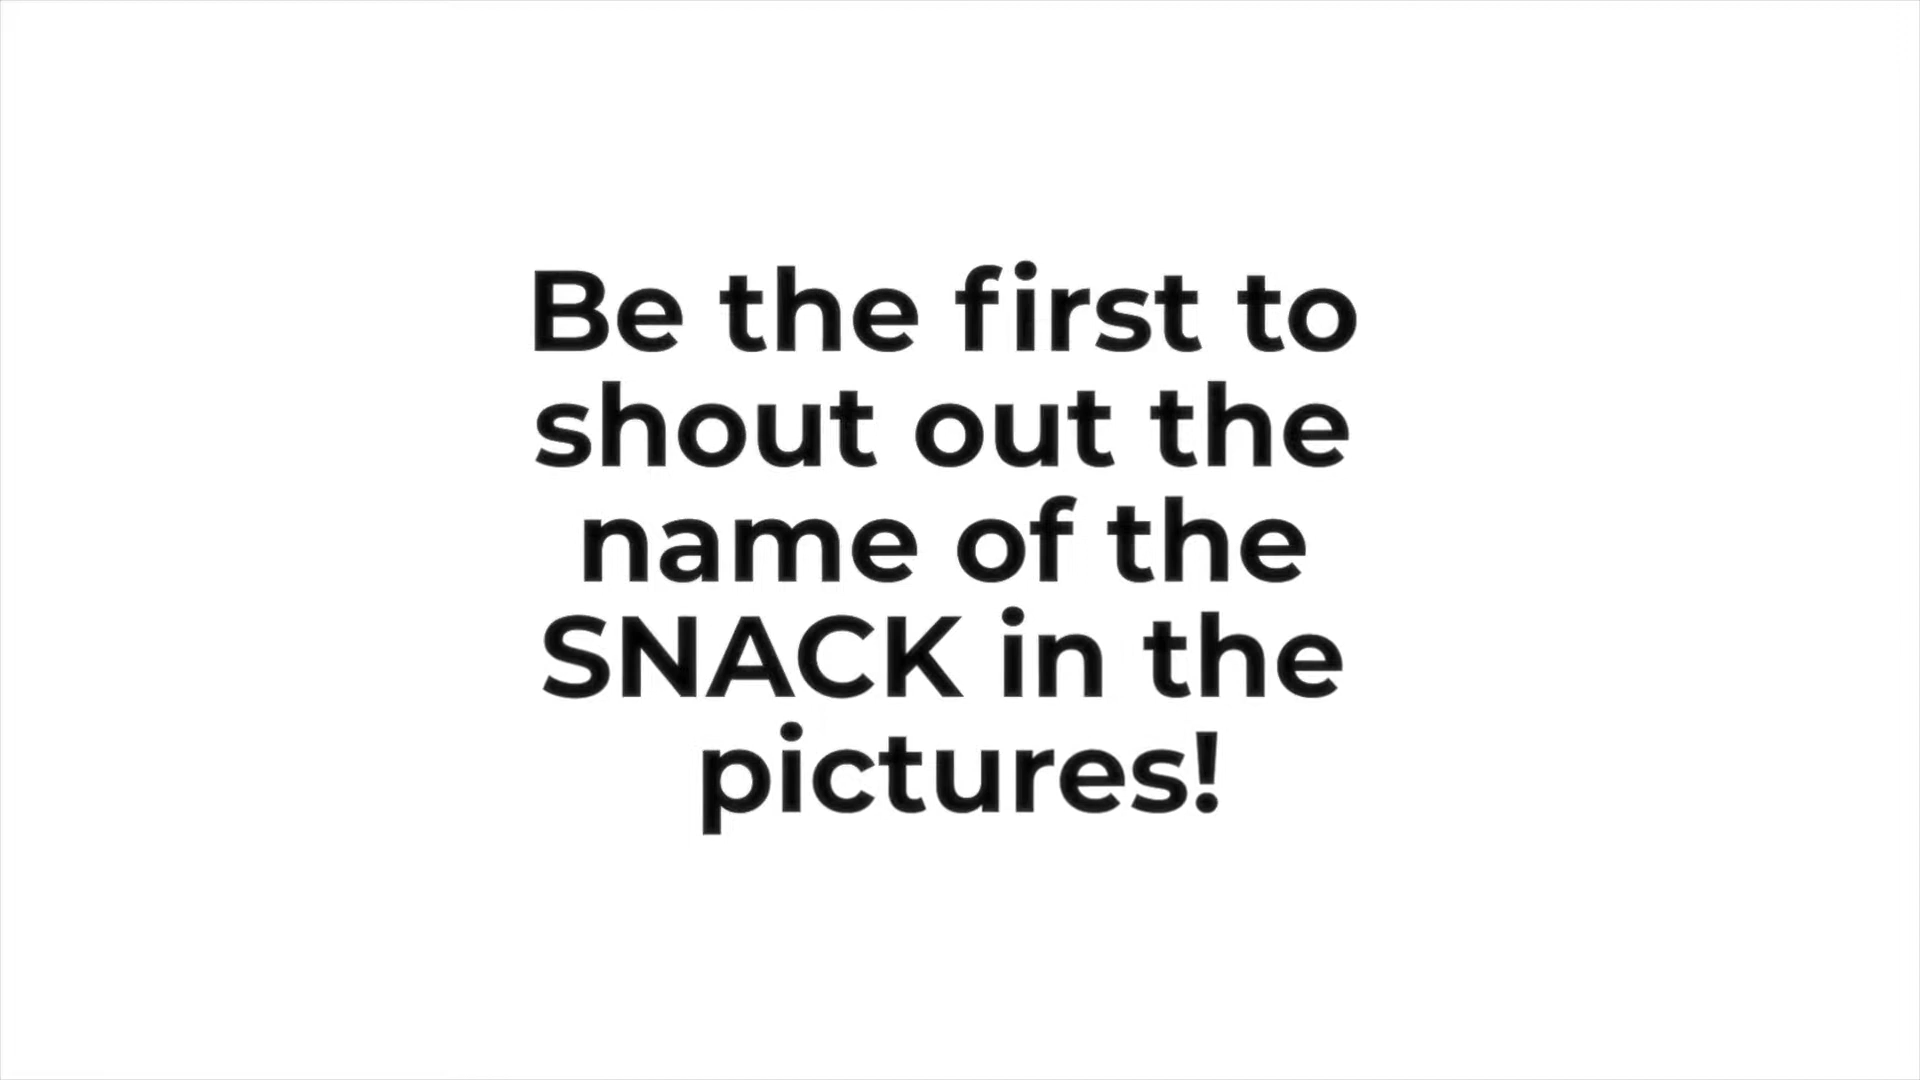 Be the first to
shout out the
name of the
SNACK in the
pictures!